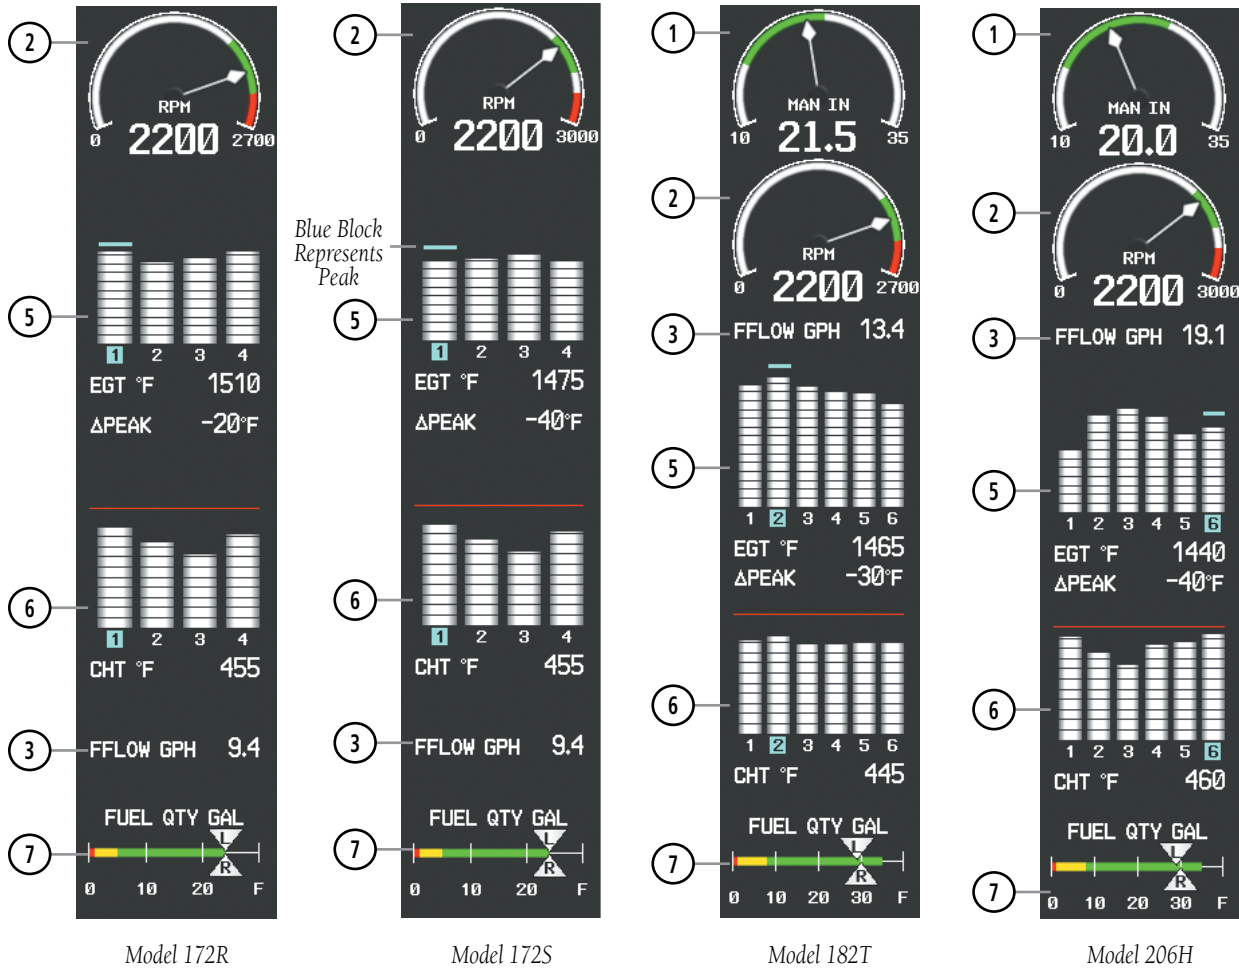 2
RPM
0
2200
2700
5
1 2 3 4
EGT °F 1510
ΔPEAK -20°F
6
1 2 3 4
CHT °F 455
3
FFLOW GPH 9.4
FUEL QTY GAL
L
7
R
0 10 20 F
Model 172R
2
RPM
0
2200
3000
Blue Block
Represents
Peak
5
1 2 3 4
EGT °F 1475
ΔPEAK -40°F
6
1 2 3 4
CHT °F 455
3
FFLOW GPH 9.4
FUEL QTY GAL
L
7
R
0 10 20 F
Model 172S
1
MAN IN
10
21.5
35
2
RPM
0
2200
2700
3
FFLOW GPH 13.4
5
1 2 3 4 5 6
EGT °F 1465
ΔPEAK -30°F
6
1 2 3 4 5 6
CHT °F 445
FUEL QTY GAL
L
7
R
0 10 20 30 F
Model 182T
1
MAN IN
10
20.0
35
2
RPM
0
2200
3000
3
FFLOW GPH 19.1
5
1 2 3 4 5 6
EGT °F 1440
ΔPEAK -40°F
6
1 2 3 4 5 6
CHT °F 460
FUEL QTY GAL
L
R
7
0 10 20 30 F
Model 206H